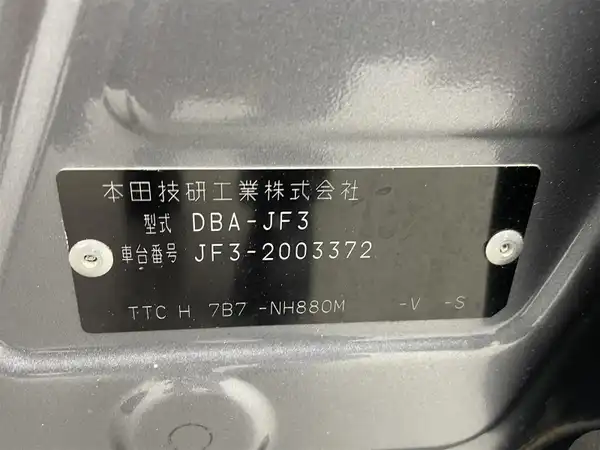 本田技研工業株式会社
型式 DBA-JF3
車台番号 JF3-2003372
TTC H 7B7 -NH880M -V -S